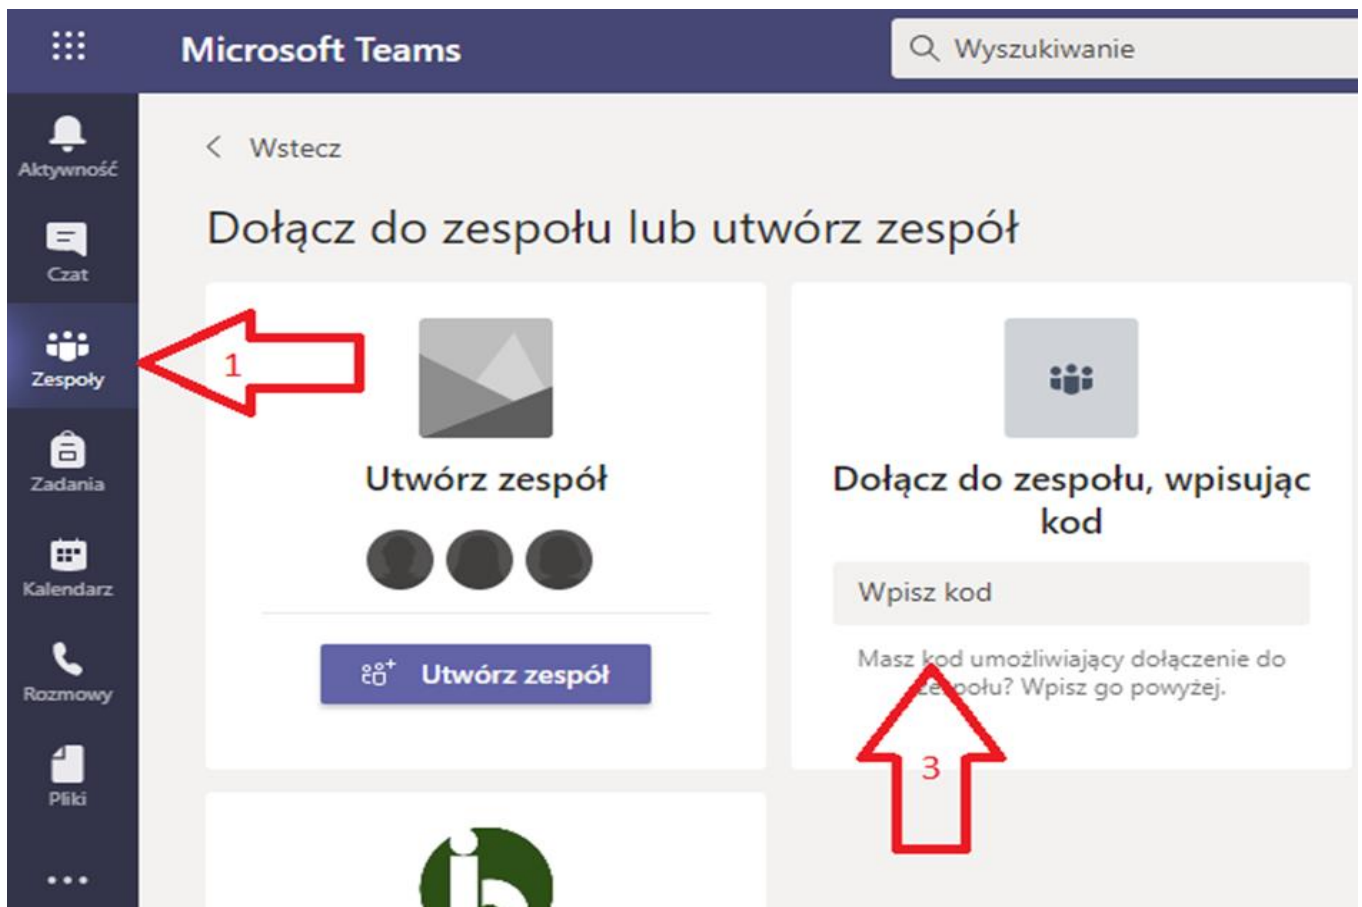 Microsoft Teams
Wyszukiwanie
Aktywność
Czat
Zespoły
Zadania
Kalendarz
Rozmowy
Pliki
Wstecz
Dołącz do zespołu lub utwórz zespół
1
Utwórz zespół
Utwórz zespół
Dołącz do zespołu, wpisując
kod
Wpisz kod
Masz kod umożliwiający dołączenie do
zespołu? Wpisz go powyżej.
3